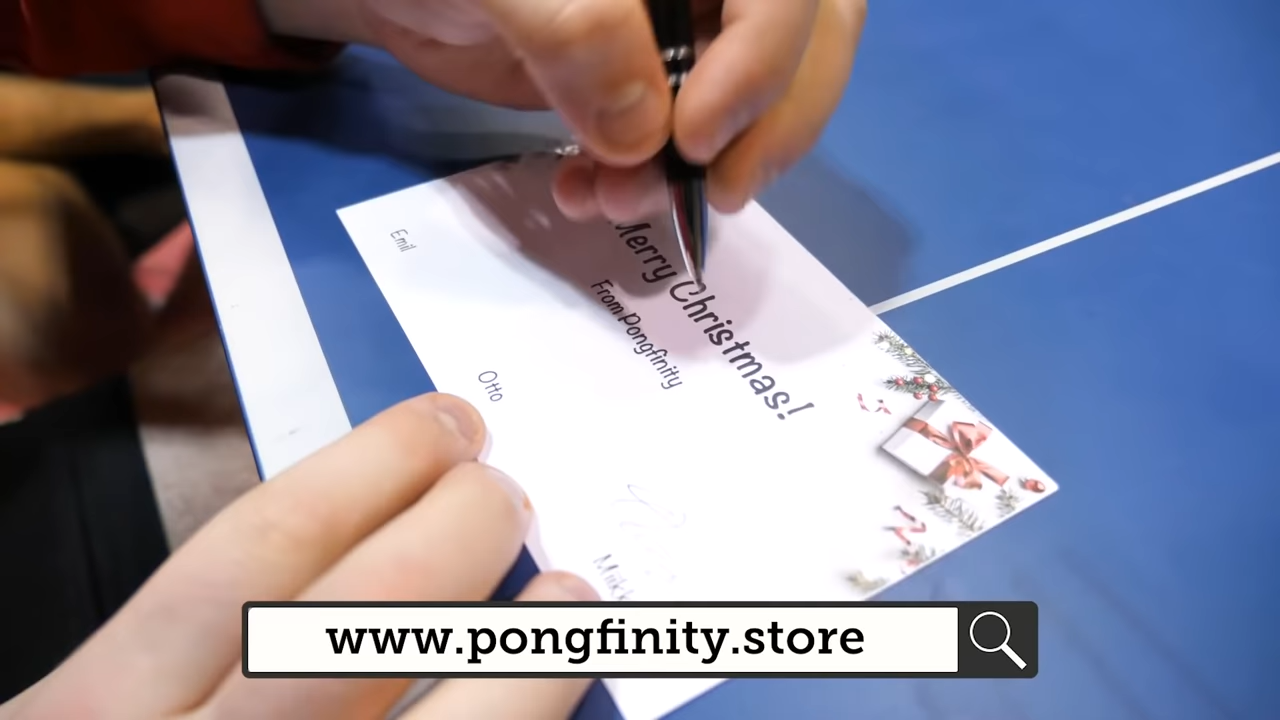 Merry Christmas!
From Pongfinity
Emil
Otto
www.pongfinity.store